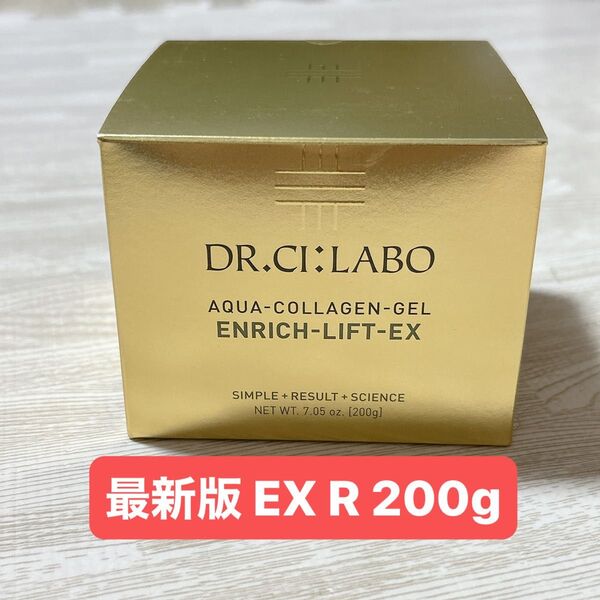 DR.CI:LABO
AQUA-COLLAGEN-GEL
ENRICH-LIFT-EX
SIMPLE+RESULT+SCIENCE
NET WT. 7.05 oz. [200g]
最新版 EX R 200g